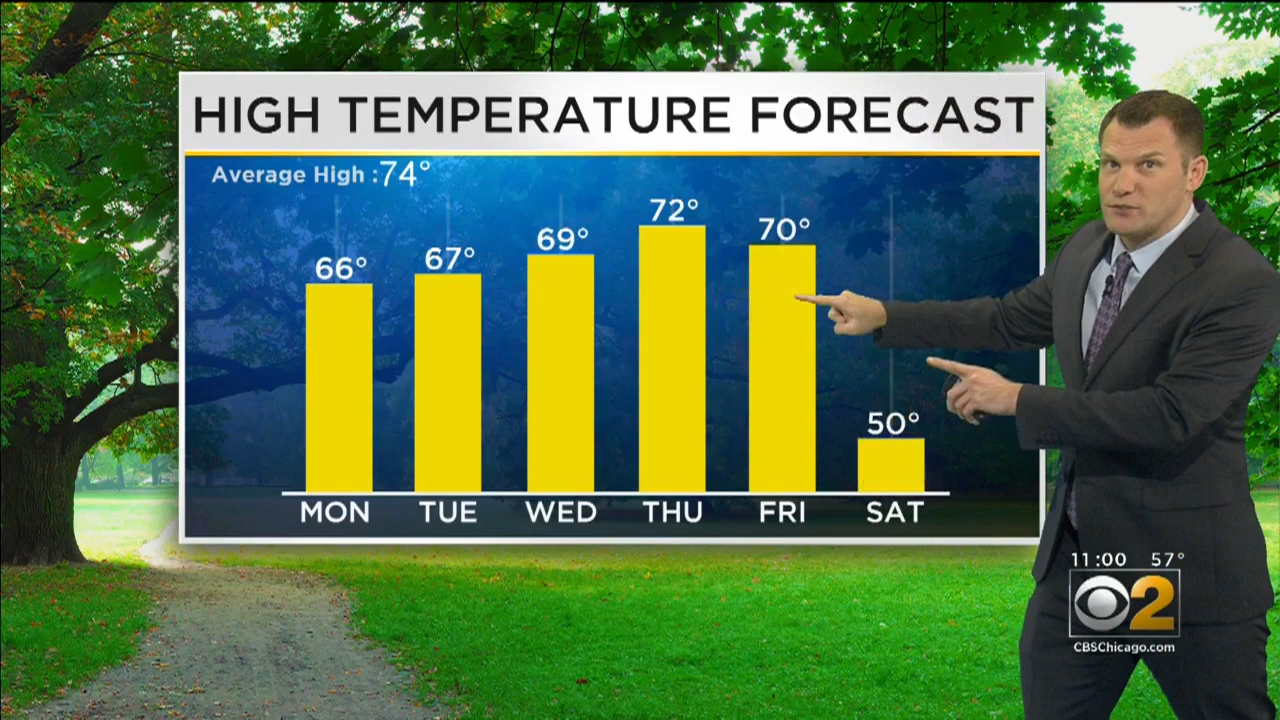 HIGH TEMPERATURE FORECAST
Average High : 74°
66° 67° 69° 72° 70° 50°
MON TUE WED THU FRI SAT
11:00 57°
2
CBSChicago.com